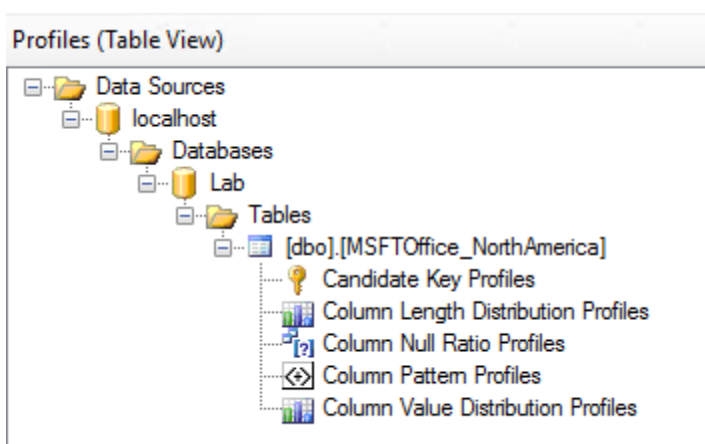 Profiles (Table View)
Data Sources
localhost
Databases
Lab
Tables
[dbo].[MSFTOffice_NorthAmerica]
Candidate Key Profiles
Column Length Distribution Profiles
Column Null Ratio Profiles
Column Pattern Profiles
Column Value Distribution Profiles